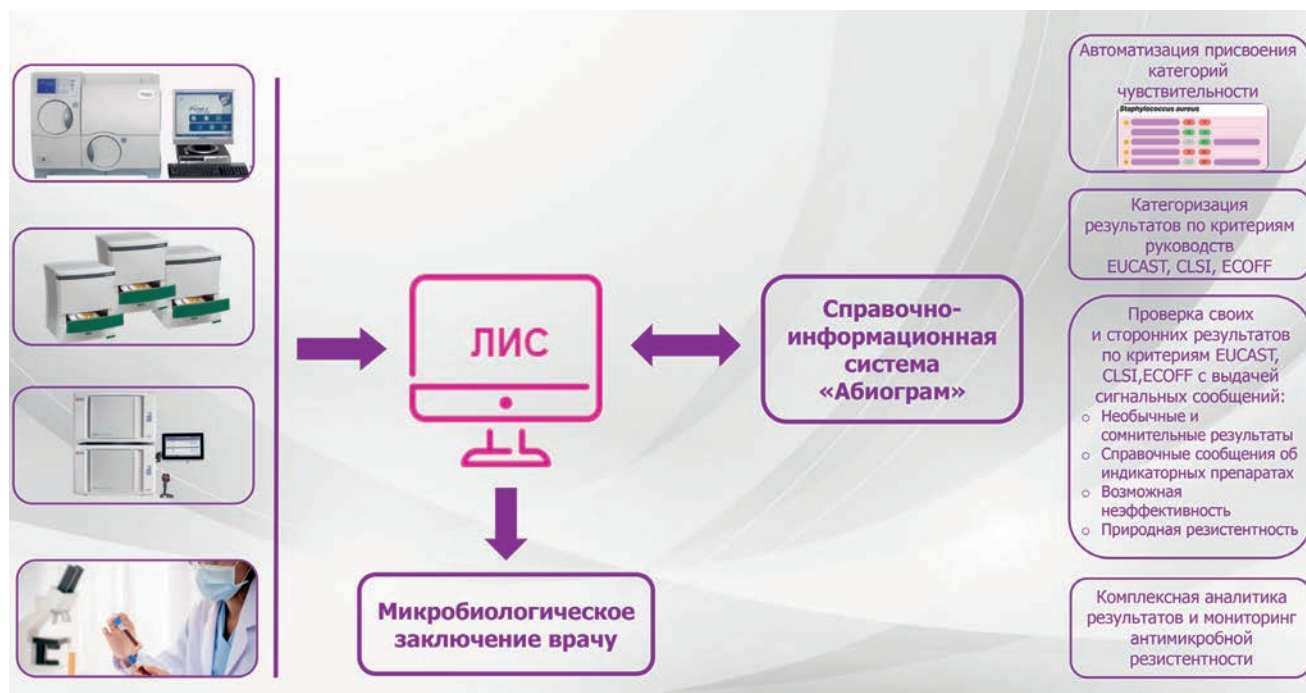 ЛИС
Микробиологическое
заключение врачу
Справочно-
информационная
система
«Абиограм»
Автоматизация присвоения
категорий
чувствительности
Staphylococcus aureus
Категоризация
результатов по критериям
руководств
EUCAST, CLSI, ECOFF
Проверка своих
и сторонних результатов
по критериям EUCAST,
CLSI,ECOFF с выдачей
сигнальных сообщений:
о Необычные и
сомнительные результаты
о Справочные сообщения об
индикаторных препаратах
о Возможная
неэффективность
о Природная резистентность
Комплексная аналитика
результатов и мониторинг
антимикробной
резистентности